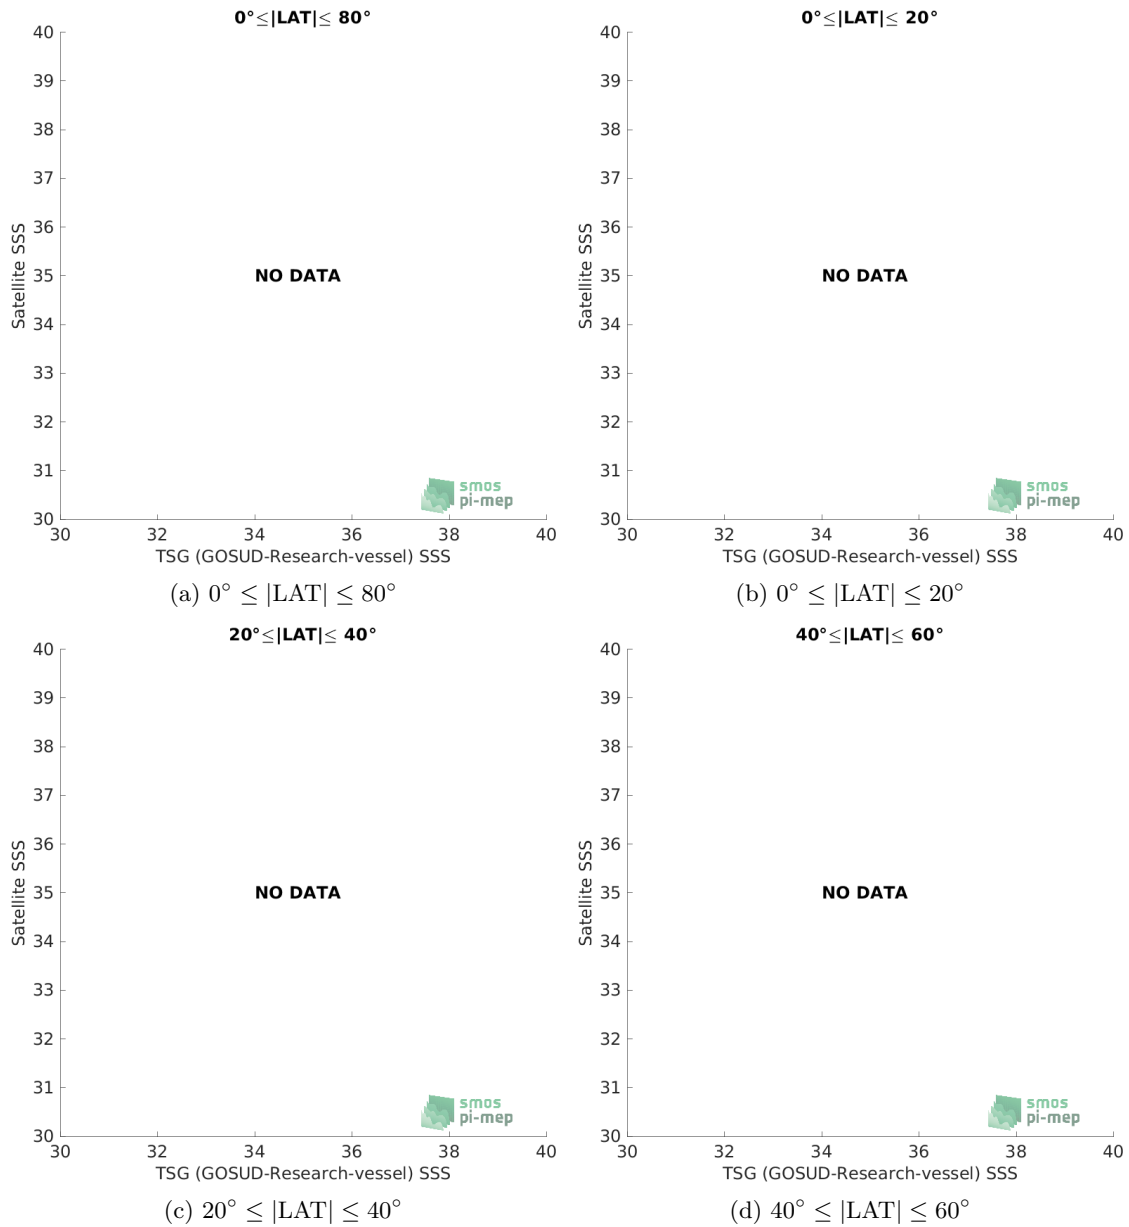 0°≤|LAT|≤ 80°
40
39
38
37
36
35
34
33
32
31
30
Satellite SSS
NO DATA
smos
pi-mep
30 32 34 36 38 40
TSG (GOSUD-Research-vessel) SSS
(a) 0° ≤ |LAT| ≤ 80°
0°≤|LAT|≤ 20°
40
39
38
37
36
35
34
33
32
31
30
Satellite SSS
NO DATA
smos
pi-mep
30 32 34 36 38 40
TSG (GOSUD-Research-vessel) SSS
(b) 0° ≤ |LAT| ≤ 20°
20°≤|LAT|≤ 40°
40
39
38
37
36
35
34
33
32
31
30
Satellite SSS
NO DATA
smos
pi-mep
30 32 34 36 38 40
TSG (GOSUD-Research-vessel) SSS
(c) 20° ≤ |LAT| ≤ 40°
40°≤|LAT|≤ 60°
40
39
38
37
36
35
34
33
32
31
30
Satellite SSS
NO DATA
smos
pi-mep
30 32 34 36 38 40
TSG (GOSUD-Research-vessel) SSS
(d) 40° ≤ |LAT| ≤ 60°